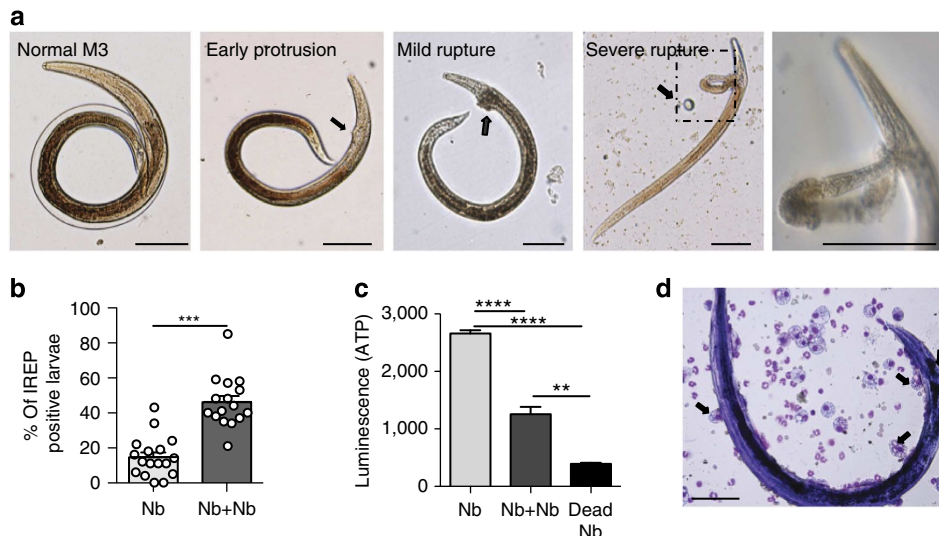 a
Normal M3
Early protrusion
Mild rupture
Severe rupture
b
% Of IREP
positive larvae
100
80
60
40
20
0
***
Nb
Nb+Nb
c
Luminescence (ATP)
3,000
2,000
1,000
0
****
****
**
Nb
Nb+Nb
Dead
Nb
d